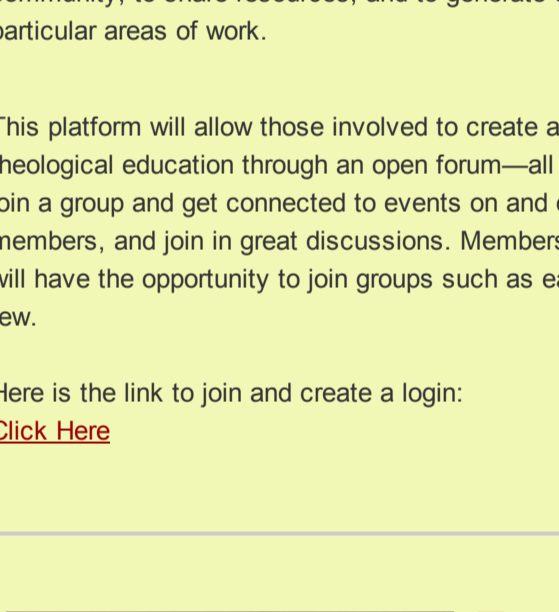 particular areas of work.
This platform will allow those involved to create a
theological education through an open forum—all
join a group and get connected to events on and
members, and join in great discussions. Members
will have the opportunity to join groups such as
ew.
Here is the link to join and create a login:
Click Here